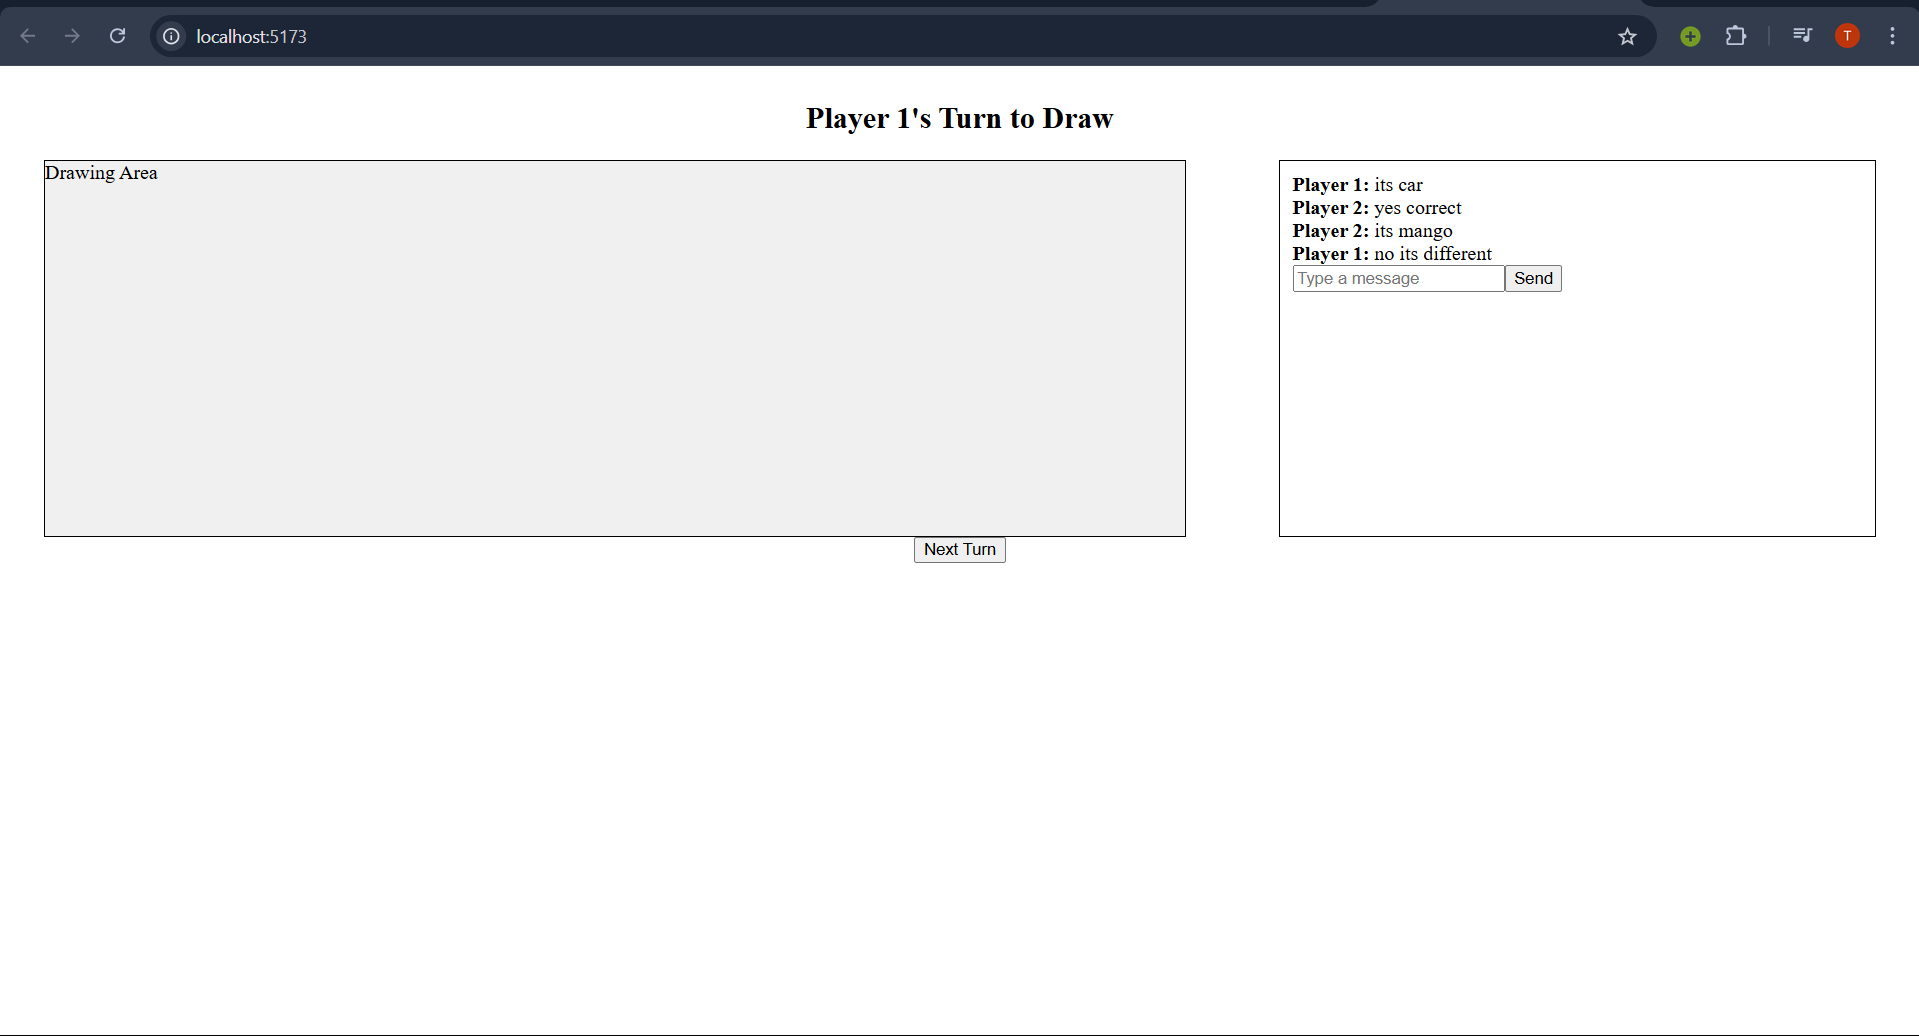 localhost:5173
T
Player 1's Turn to Draw
Drawing Area
Player 1: its car
Player 2: yes correct
Player 2: its mango
Player 1: no its different
Type a message Send
Next Turn